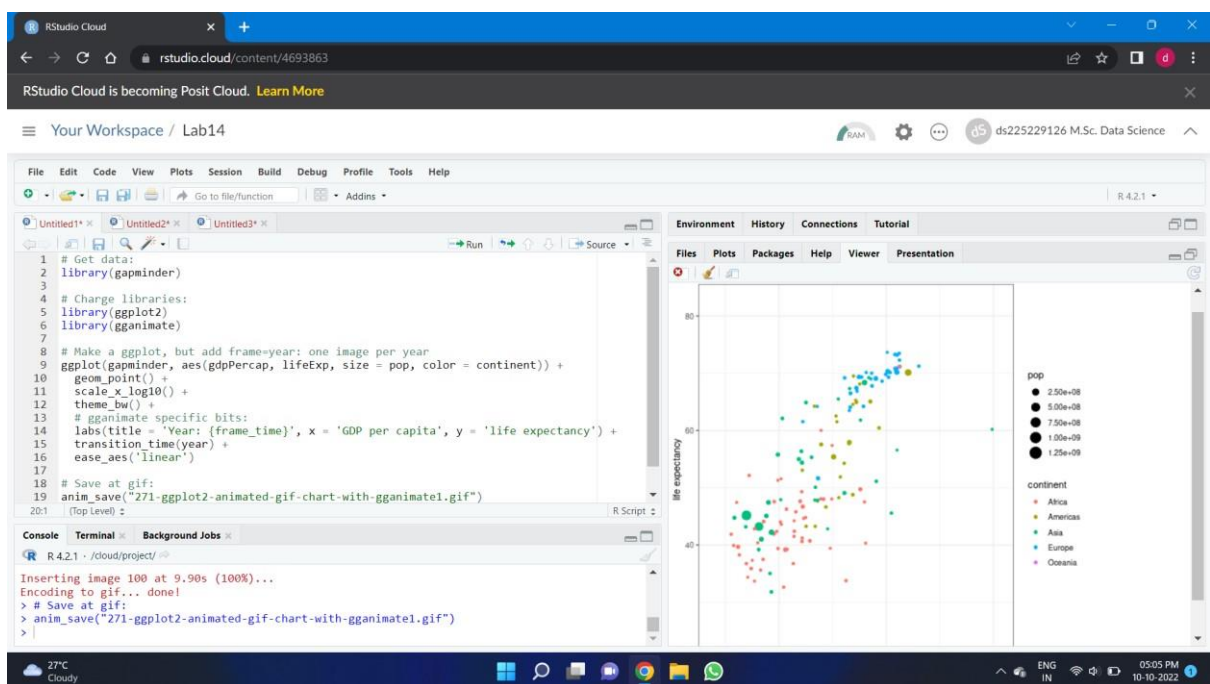 RStudio Cloud
rstudio.cloud/content/4693863
d
RStudio Cloud is becoming Posit Cloud. Learn More
Your Workspace / Lab14
RAM
dS
ds225229126 M.Sc. Data Science
File Edit Code View Plots Session Build Debug Profile Tools Help
Go to file/function
Addins
R 4.2.1
Untitled1* Untitled2* Untitled3*
Run
Source
1 # Get data:
2 library(gapminder)
3
4 # Charge libraries:
5 library(ggplot2)
6 library(gganimate)
7
8 # Make a ggplot, but add frame=year: one image per year
9 ggplot(gapminder, aes(gdpPercap, lifeExp, size = pop, color = continent)) +
10 geom_point() +
11 scale_x_log10() +
12 theme_bw() +
13 # gganimate specific bits:
14 labs(title = 'Year: {frame_time}', x = 'GDP per capita', y = 'life expectancy') +
15 transition_time(year) +
16 ease_aes('linear')
17
18 # Save at gif:
19 anim_save("271-ggplot2-animated-gif-chart-with-gganimate1.gif")
20:1 (Top Level) R Script
Console Terminal Background Jobs
R 4.2.1 · /cloud/project/
Inserting image 100 at 9.90s (100%)...
Encoding to gif... done!
> # Save at gif:
> anim_save("271-ggplot2-animated-gif-chart-with-gganimate1.gif")
>
Environment History Connections Tutorial
Files Plots Packages Help Viewer Presentation
80
60
40
life expectancy
pop
2.50e+08
5.00e+08
7.50e+08
1.00e+09
1.25e+09
continent
Africa
Americas
Asia
Europe
Oceania
27°C
Cloudy
ENG
IN
05:05 PM
10-10-2022
1